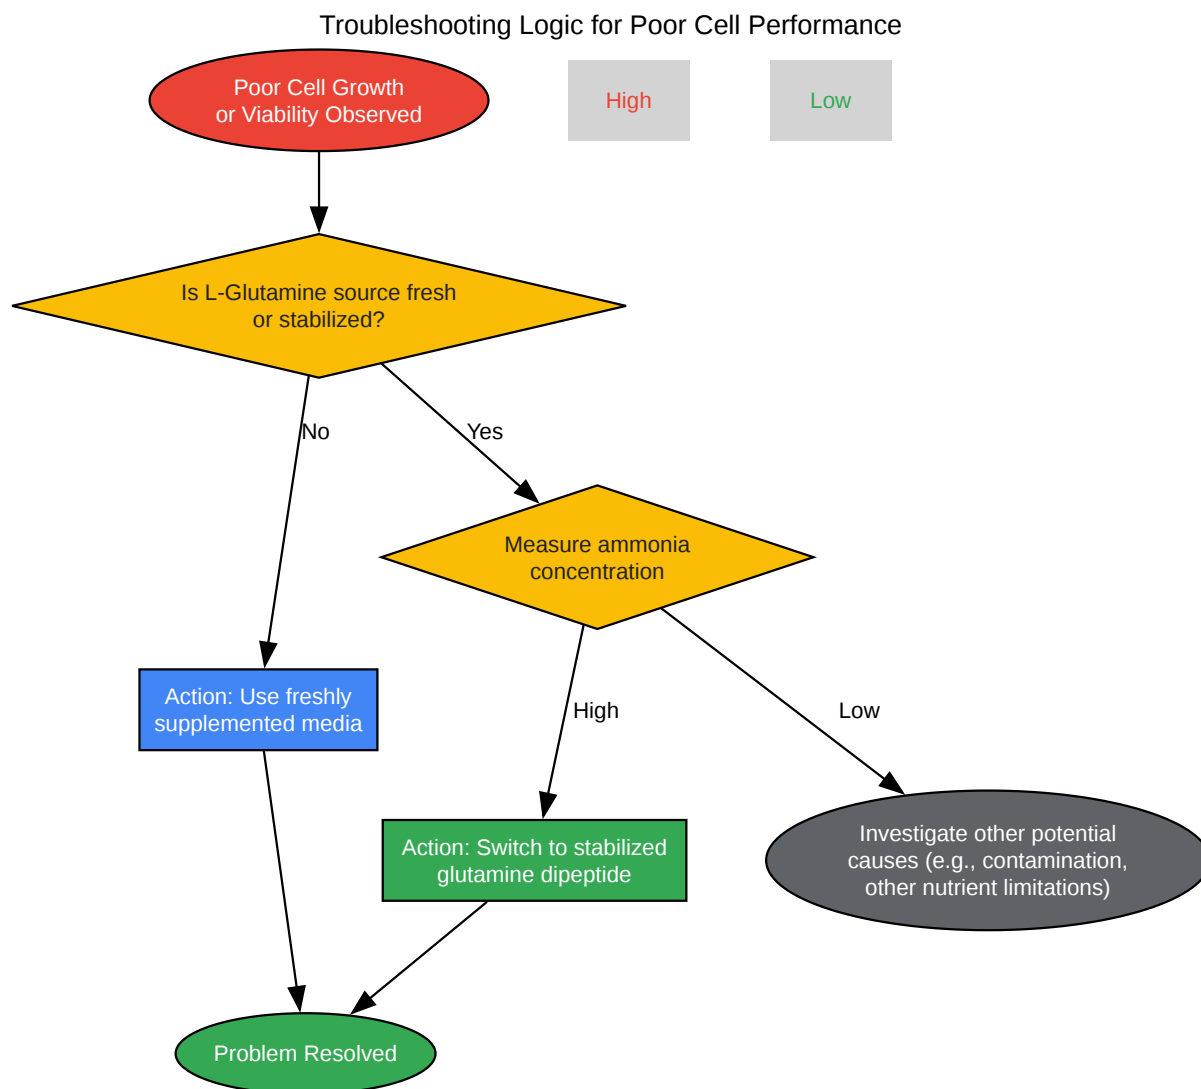 Troubleshooting Logic for Poor Cell Performance
Poor Cell Growth
or Viability Observed
High
Low
Is L-Glutamine source fresh
or stabilized?
No
Yes
Measure ammonia
concentration
Action: Use freshly
supplemented media
High
Low
Action: Switch to stabilized
glutamine dipeptide
Investigate other potential
causes (e.g., contamination,
other nutrient limitations)
Problem Resolved